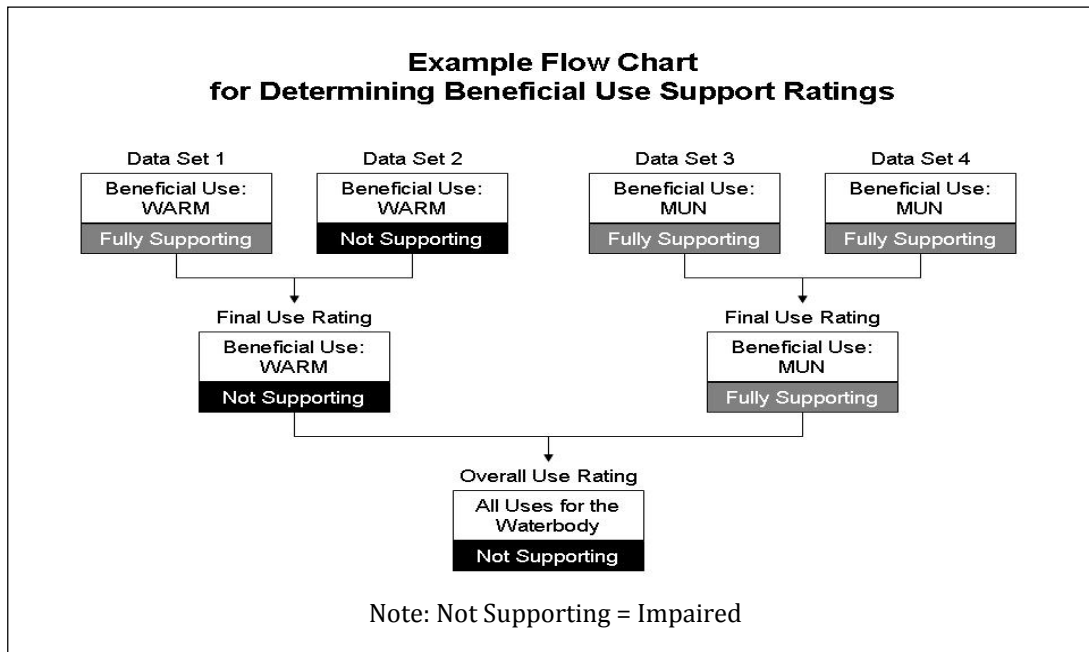 Example Flow Chart
for Determining Beneficial Use Support Ratings
Data Set 1
Beneficial Use:
WARM
Fully Supporting
Data Set 2
Beneficial Use:
WARM
Not Supporting
Data Set 3
Beneficial Use:
MUN
Fully Supporting
Data Set 4
Beneficial Use:
MUN
Fully Supporting
Final Use Rating
Beneficial Use:
WARM
Not Supporting
Final Use Rating
Beneficial Use:
MUN
Fully Supporting
Overall Use Rating
All Uses for the
Waterbody
Not Supporting
Note: Not Supporting = Impaired